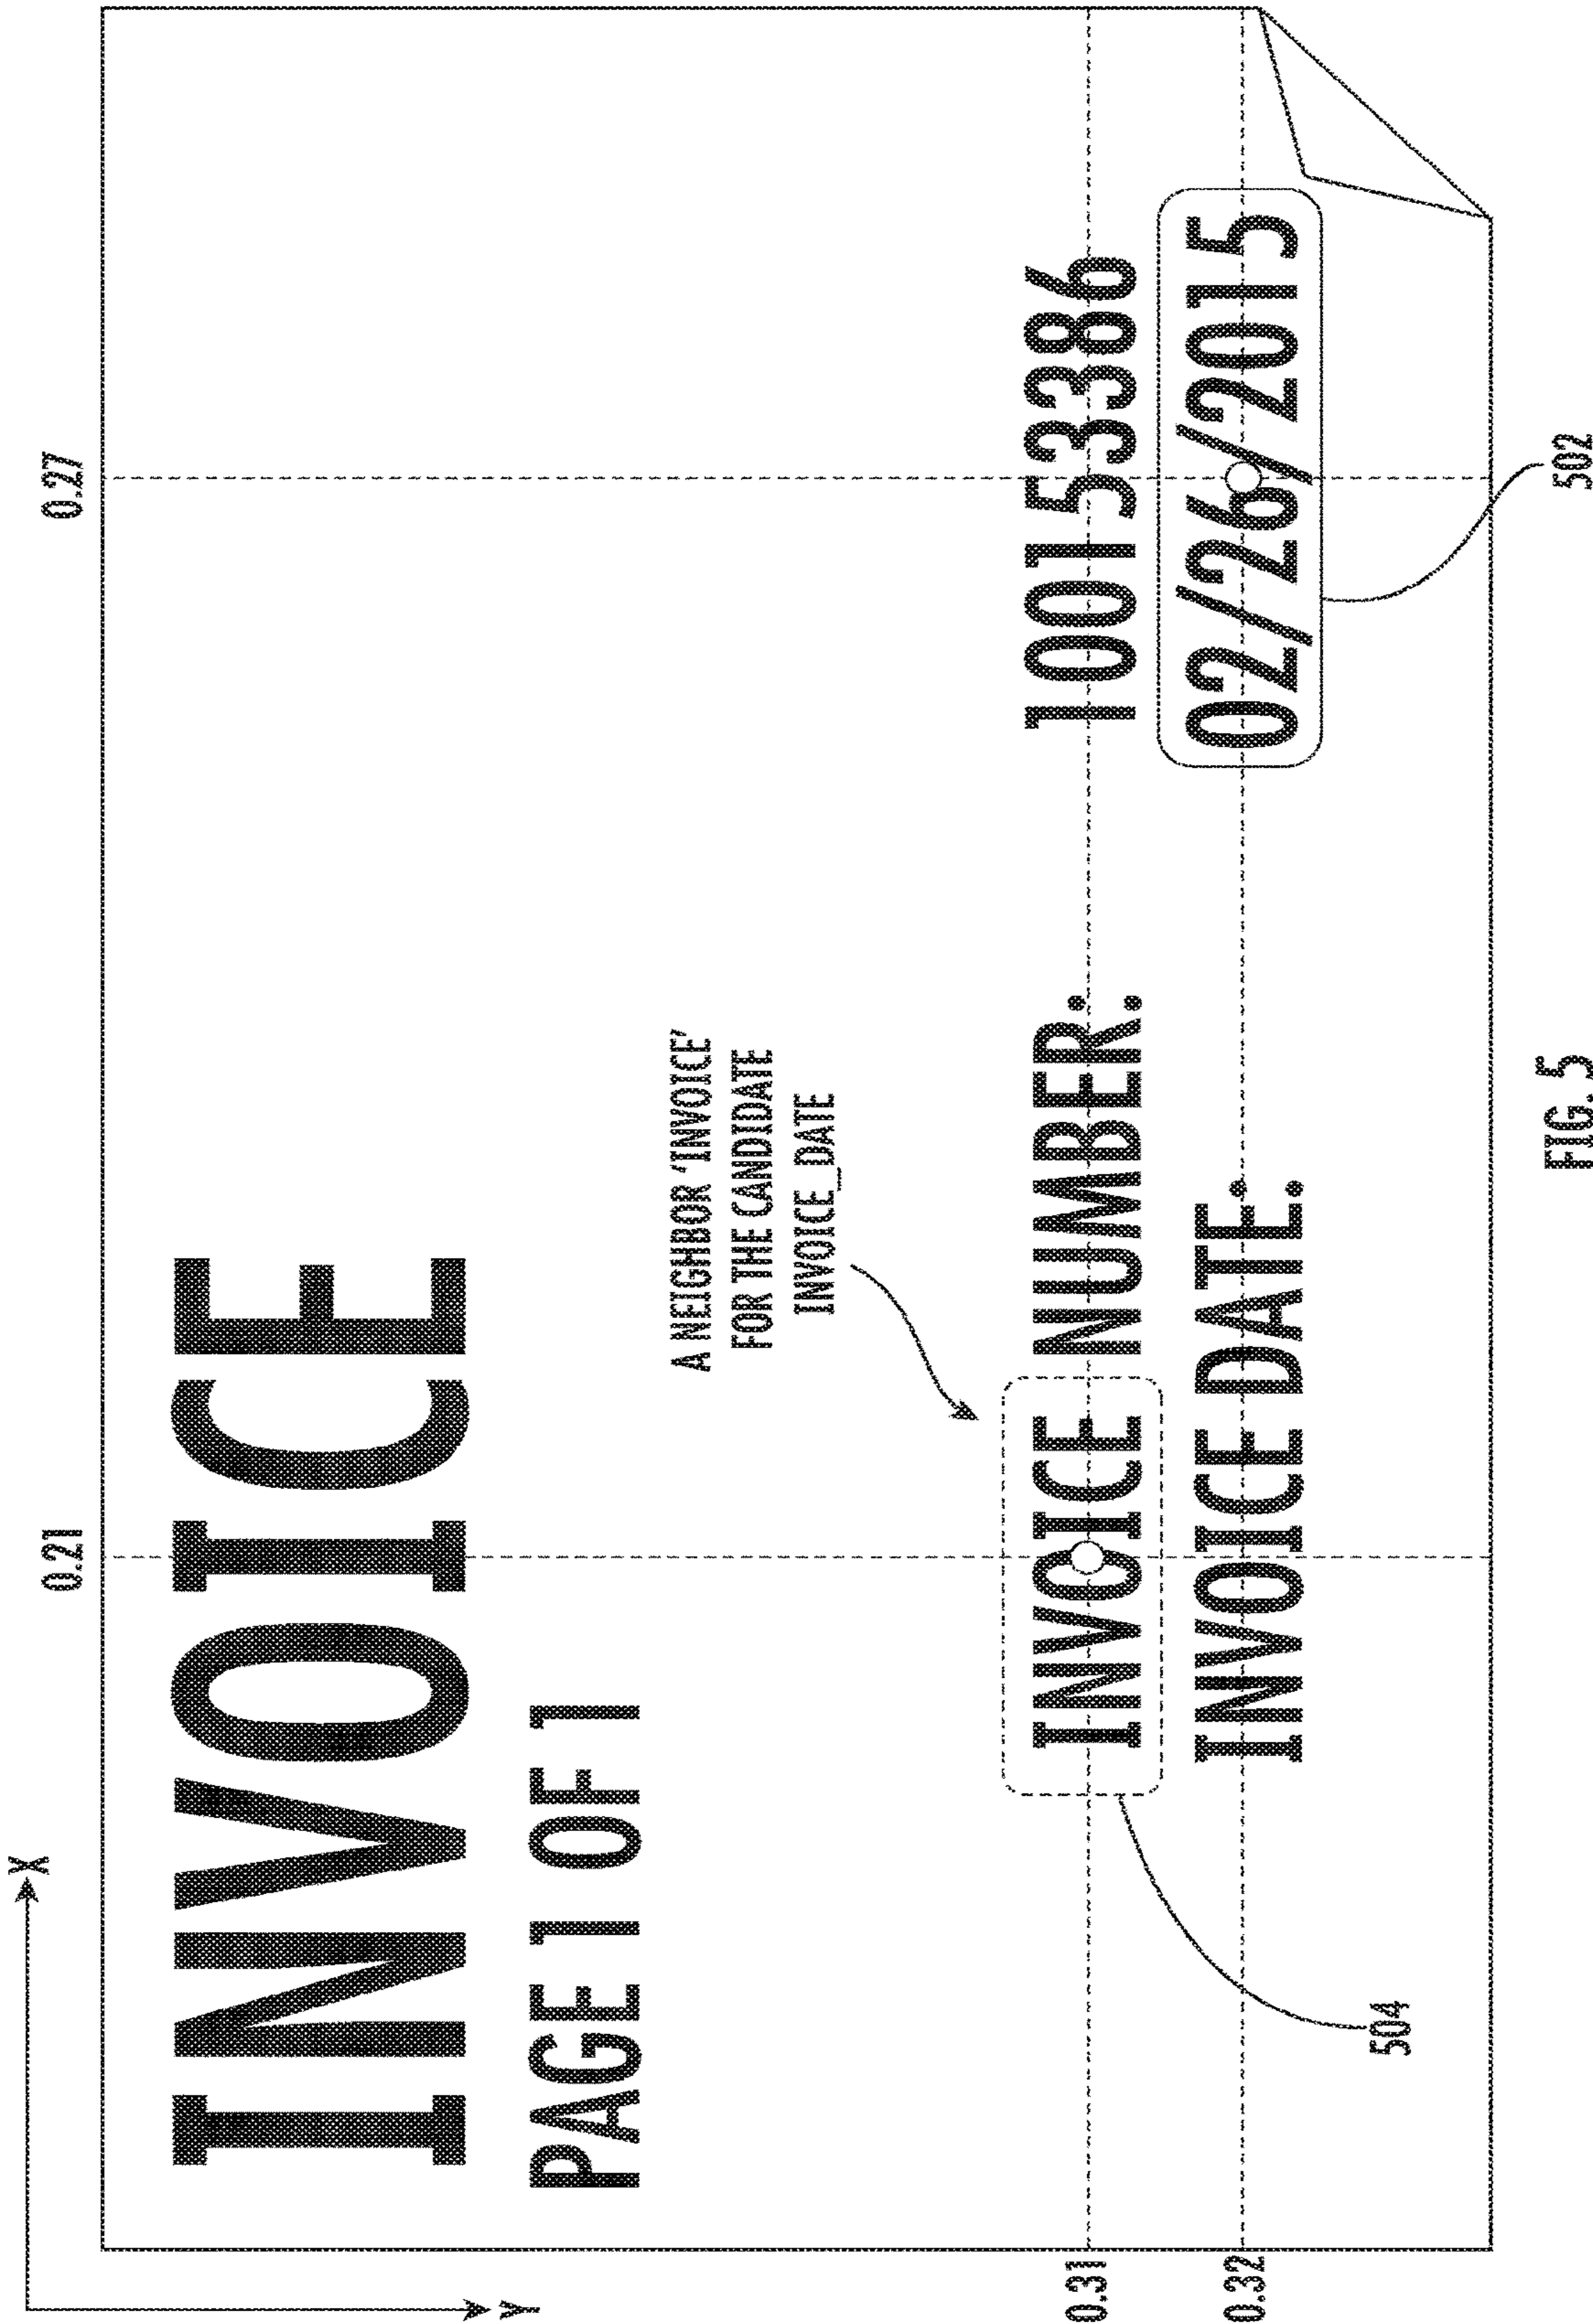 X
Y
0.21
0.27
INVOICE
PAGE 1 OF 1
A NEIGHBOR 'INVOICE'
FOR THE CANDIDATE
INVOICE_DATE
0.31
INVOICE NUMBER:
100153386
0.32
INVOICE DATE:
02/26/2015
504
502
FIG. 5